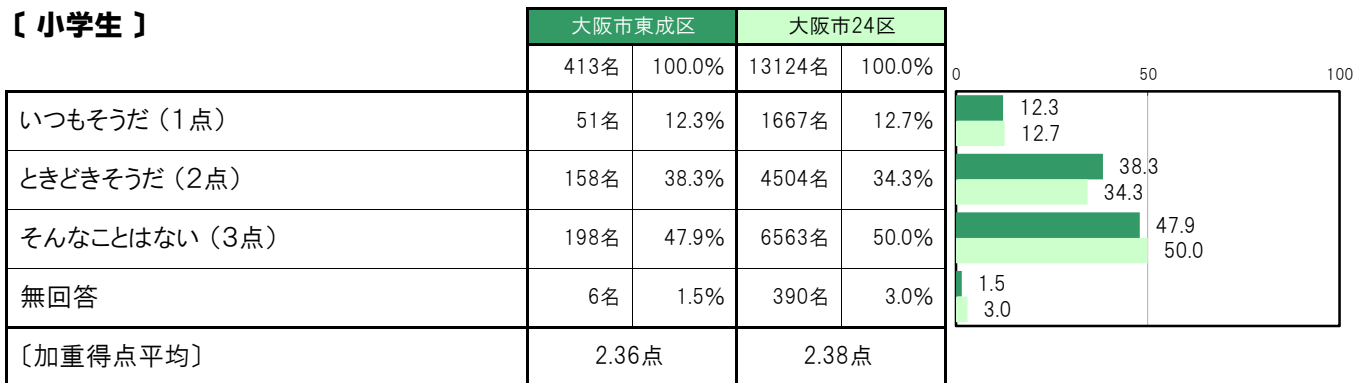 〔 小学生 〕
大阪市東成区 大阪市24区
413名 100.0% 13124名 100.0%
0 50 100
いつもそうだ（1点） 51名 12.3% 1667名 12.7%
12.3
12.7
ときどきそうだ（2点） 158名 38.3% 4504名 34.3%
38.3
34.3
そんなことはない（3点） 198名 47.9% 6563名 50.0%
47.9
50.0
無回答 6名 1.5% 390名 3.0%
1.5
3.0
〔加重得点平均〕 2.36点 2.38点